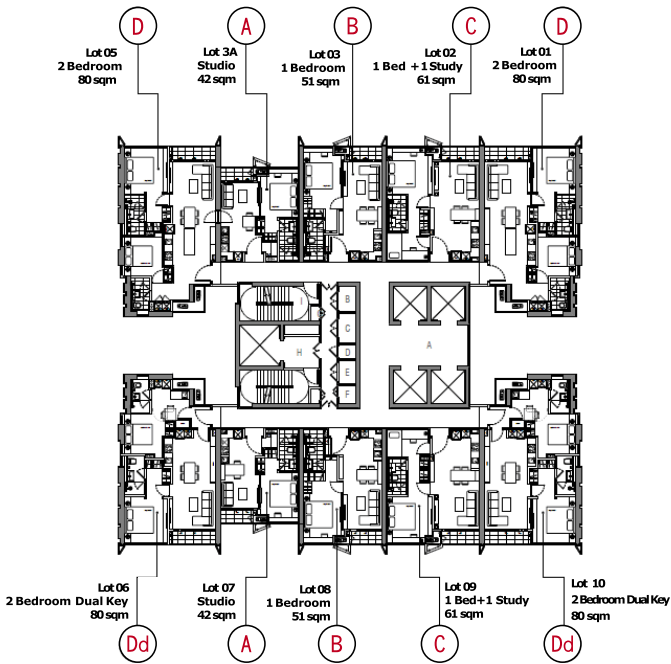 D A B C D
Lot 05
2 Bedroom
80 sqm
Lot 3A
Studio
42 sqm
Lot 03
1 Bedroom
51 sqm
Lot 02
1 Bed +1 Study
61 sqm
Lot 01
2 Bedroom
80 sqm
I
B
C
D
E
F
H
A
Lot 06
2 Bedroom Dual Key
80 sqm
Lot 07
Studio
42 sqm
Lot 08
1 Bedroom
51 sqm
Lot 09
1 Bed+1 Study
61 sqm
Lot 10
2 Bedroom Dual Key
80 sqm
Dd A B C Dd